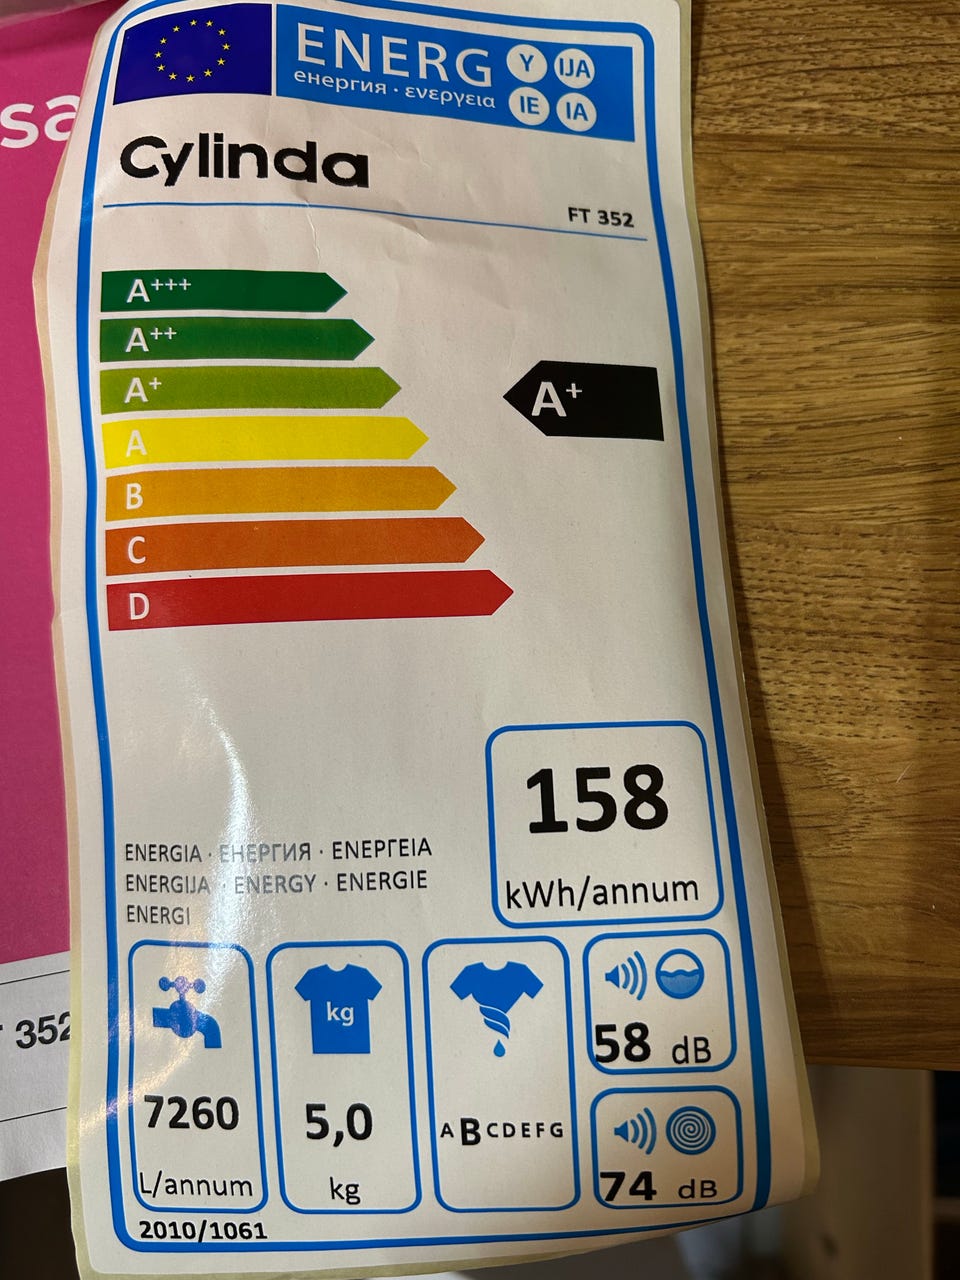 sa
ENERG Y IJA
енергия · ενεργεια IE IA
Cylinda
FT 352
A+++
A++
A+
A+
A
B
C
D
158
kWh/annum
ENERGIA · ЕНЕРГИЯ · ΕΝΕΡΓΕΙΑ
ENERGIJA · ENERGY · ENERGIE
ENERGI
kg
58 dB
352
7260
5,0
ABCDEFG
L/annum
kg
74 dB
2010/1061